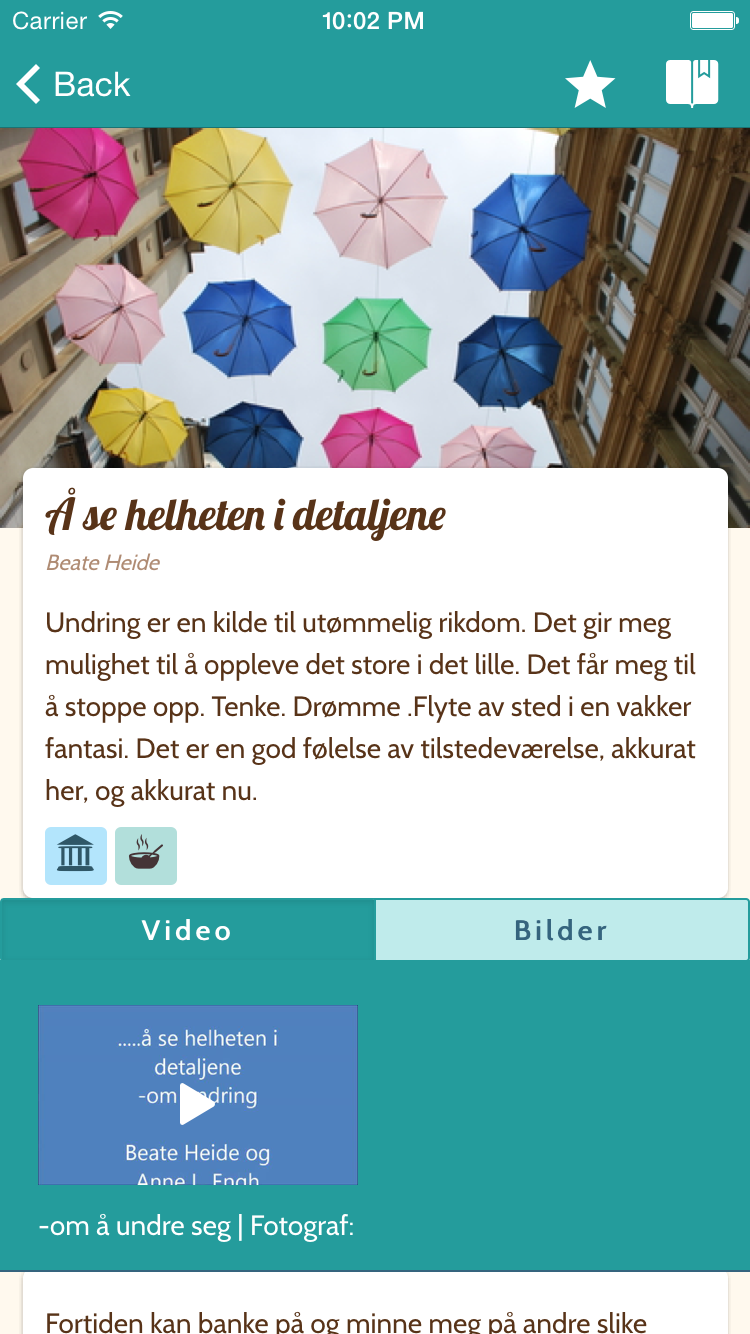 Carrier 10:02 PM
Back
Å se helheten i detaljene
Beate Heide
Undring er en kilde til utømmelig rikdom. Det gir meg
mulighet til å oppleve det store i det lille. Det får meg til
å stoppe opp. Tenke. Drømme .Flyte av sted i en vakker
fantasi. Det er en god følelse av tilstedeværelse, akkurat
her, og akkurat nu.
Video Bilder
.....å se helheten i
detaljene
-om undring
Beate Heide og
Anne L. Engh
-om å undre seg | Fotograf:
Fortiden kan banke på og minne meg på andre slike